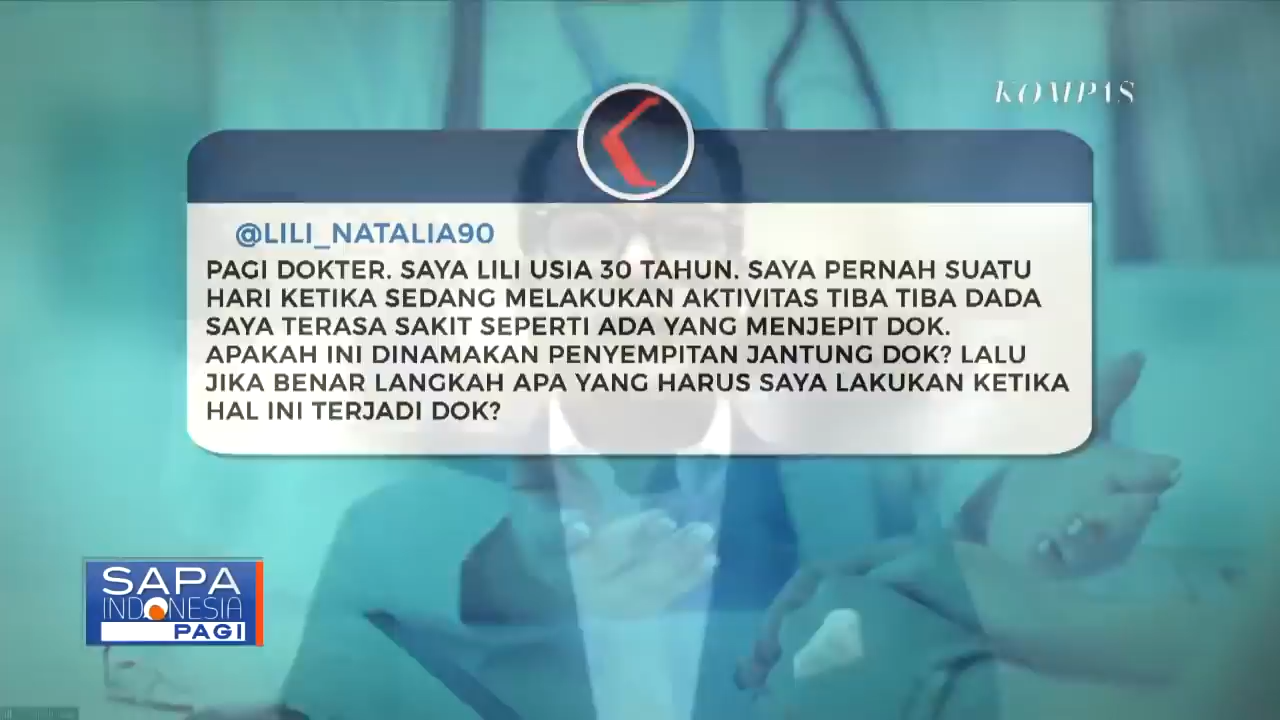 KOMPAS
@LILI_NATALIA90
PAGI DOKTER. SAYA LILI USIA 30 TAHUN. SAYA PERNAH SUATU
HARI KETIKA SEDANG MELAKUKAN AKTIVITAS TIBA TIBA DADA
SAYA TERASA SAKIT SEPERTI ADA YANG MENJEPIT DOK.
APAKAH INI DINAMAKAN PENYEMPITAN JANTUNG DOK? LALU
JIKA BENAR LANGKAH APA YANG HARUS SAYA LAKUKAN KETIKA
HAL INI TERJADI DOK?
SAPA
INDONESIA
PAGI